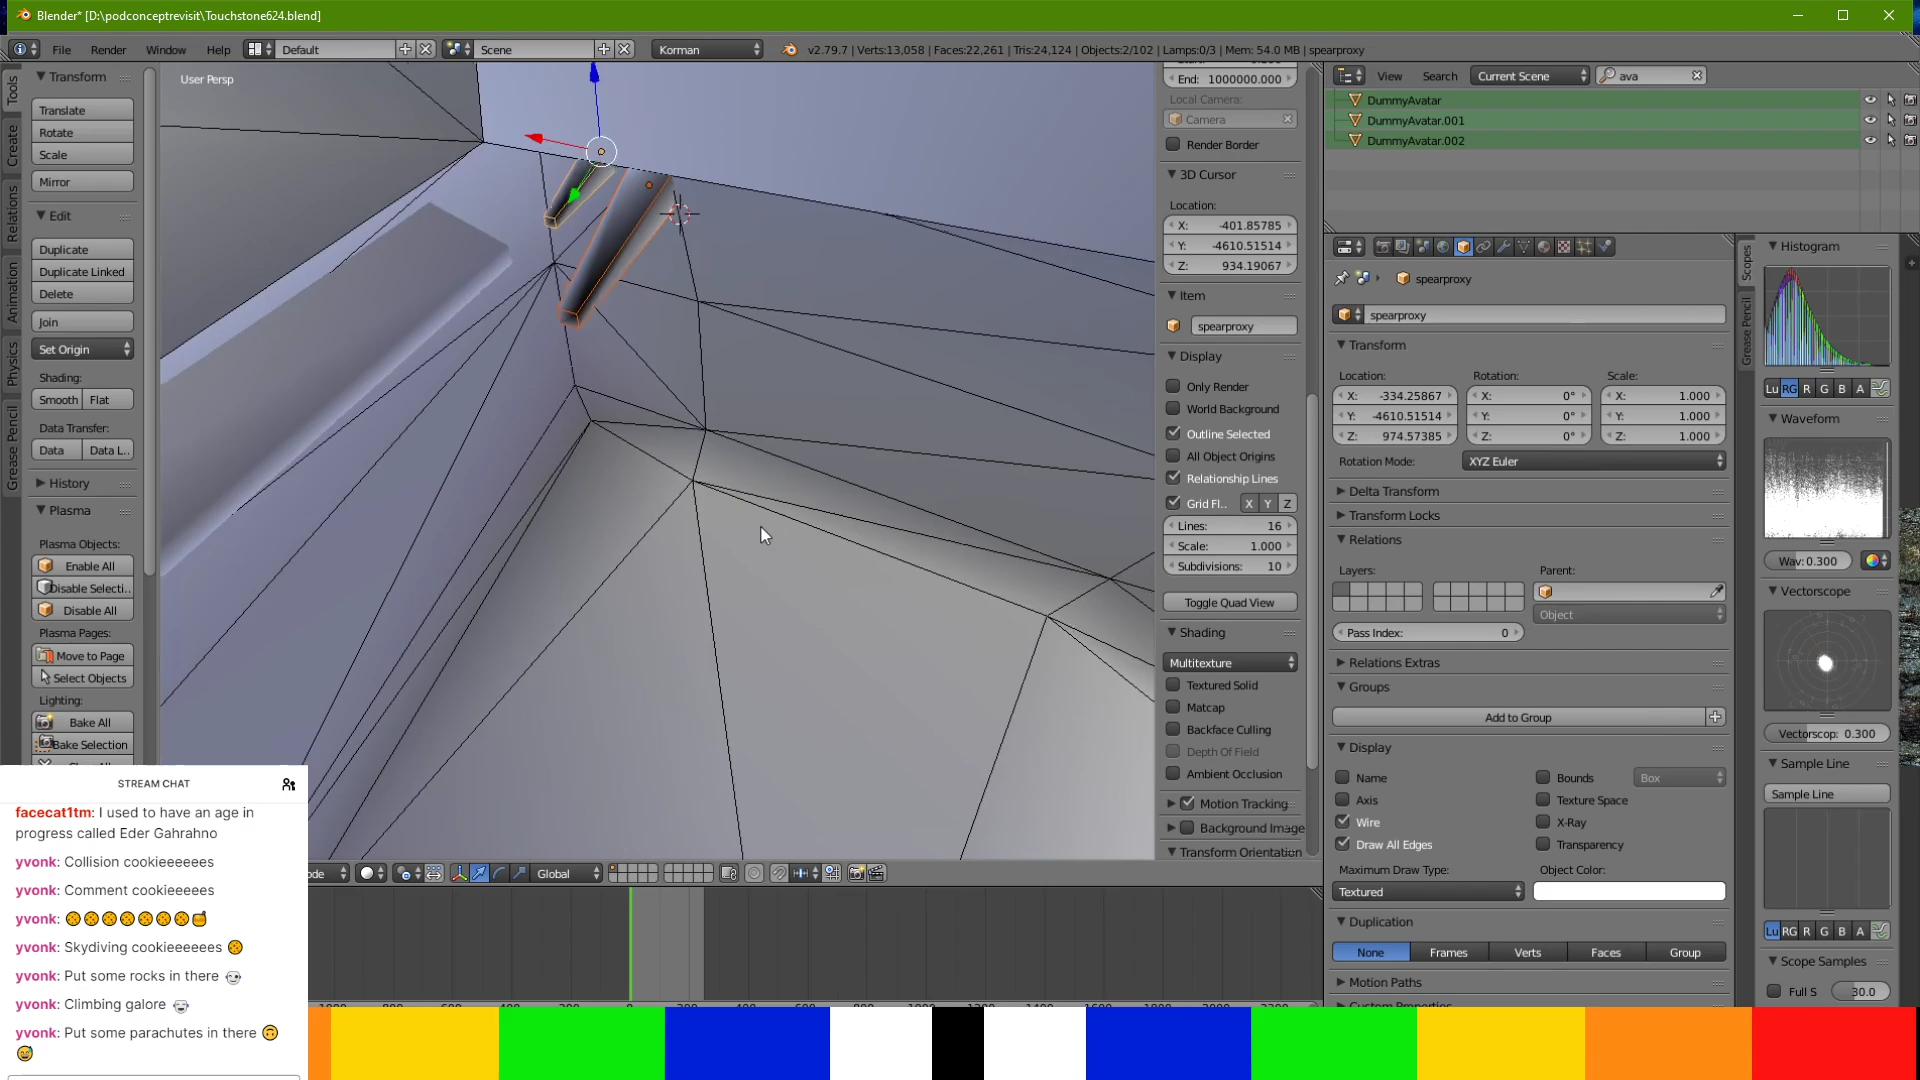 Blender* [D:\podconceptrevisit\Touchstone624.blend]
File
Render
Window
Help
Default
Scene
Korman
v2.79.7 | Verts:13,058 | Faces:22,261 | Tris:24,124 | Objects:2/102 | Lamps:0/3 | Mem: 54.0 MB | spearproxy
Tools
Create
Relations
Animation
Physics
Grease Pencil
Transform
Translate
Rotate
Scale
Mirror
Edit
Duplicate
Duplicate Linked
Delete
Join
Set Origin
Shading:
Smooth
Flat
Data Transfer:
Data
Data L..
History
Plasma
Plasma Objects:
Enable All
Disable Selecti..
Disable All
Plasma Pages:
Move to Page
Select Objects
Lighting:
Bake All
Bake Selection
User Persp
End: 1000000.000
Local Camera:
Camera
Render Border
3D Cursor
Location:
X: -401.85785
Y: -4610.51514
Z: 934.19067
Item
spearproxy
Display
Only Render
World Background
Outline Selected
All Object Origins
Relationship Lines
Grid Fl..
X
Y
Z
Lines: 16
Scale: 1.000
Subdivisions: 10
Toggle Quad View
Shading
Multitexture
Textured Solid
Matcap
Backface Culling
Depth Of Field
Ambient Occlusion
Motion Tracking
Background Image
Transform Orientation
ode
Global
View
Search
Current Scene
ava
DummyAvatar
DummyAvatar.001
DummyAvatar.002
spearproxy
spearproxy
Transform
Location:
Rotation:
Scale:
X: -334.25867
X: 0°
X: 1.000
Y: -4610.51514
Y: 0°
Y: 1.000
Z: 974.57385
Z: 0°
Z: 1.000
Rotation Mode:
XYZ Euler
Delta Transform
Transform Locks
Relations
Layers:
Parent:
Object
Pass Index: 0
Relations Extras
Groups
Add to Group
Display
Name
Bounds
Box
Axis
Texture Space
Wire
X-Ray
Draw All Edges
Transparency
Maximum Draw Type:
Object Color:
Textured
Duplication
None
Frames
Verts
Faces
Group
Motion Paths
Custom Properties
Scopes
Grease Pencil
Histogram
Lu
RG
R
G
B
A
Waveform
Wav: 0.300
Vectorscope
Vectorscop: 0.300
Sample Line
Sample Line
Lu
RG
R
G
B
A
Scope Samples
Full S
30.0
STREAM CHAT
facecat1tm: I used to have an age in
progress called Eder Gahrahno
yvonk: Collision cookieeeeees
yvonk: Comment cookieeeees
yvonk: 🍪🍪🍪🍪🍪🍪🍪🍯
yvonk: Skydiving cookieeeeees 🍪
yvonk: Put some rocks in there
yvonk: Climbing galore
yvonk: Put some parachutes in there 🙃
😅